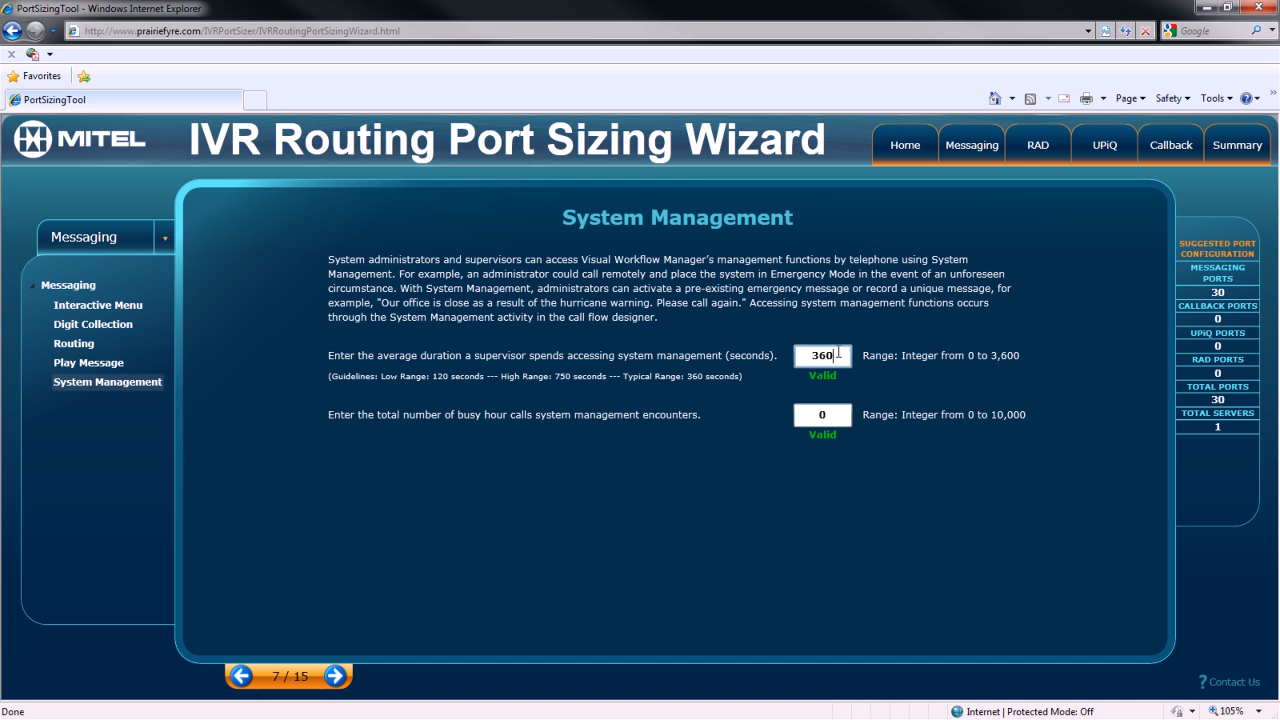 PortSizingTool - Windows Internet Explorer
http://www.prairiefyre.com/IVRPortSizer/IVRRoutingPortSizingWizard.html
Google
Favorites
PortSizingTool
Page
Safety
Tools
MITEL
IVR Routing Port Sizing Wizard
Home
Messaging
RAD
UPiQ
Callback
Summary
Messaging
Messaging
Interactive Menu
Digit Collection
Routing
Play Message
System Management
System Management
System administrators and supervisors can access Visual Workflow Manager's management functions by telephone using System
Management. For example, an administrator could call remotely and place the system in Emergency Mode in the event of an unforeseen
circumstance. With System Management, administrators can activate a pre-existing emergency message or record a unique message, for
example, "Our office is close as a result of the hurricane warning. Please call again." Accessing system management functions occurs
through the System Management activity in the call flow designer.
Enter the average duration a supervisor spends accessing system management (seconds).
360
Range: Integer from 0 to 3,600
(Guidelines: Low Range: 120 seconds --- High Range: 750 seconds --- Typical Range: 360 seconds)
Valid
Enter the total number of busy hour calls system management encounters.
0
Range: Integer from 0 to 10,000
Valid
SUGGESTED PORT
CONFIGURATION
MESSAGING
PORTS
30
CALLBACK PORTS
0
UPiQ PORTS
0
RAD PORTS
0
TOTAL PORTS
30
TOTAL SERVERS
1
7 / 15
? Contact Us
Done
Internet | Protected Mode: Off
105%